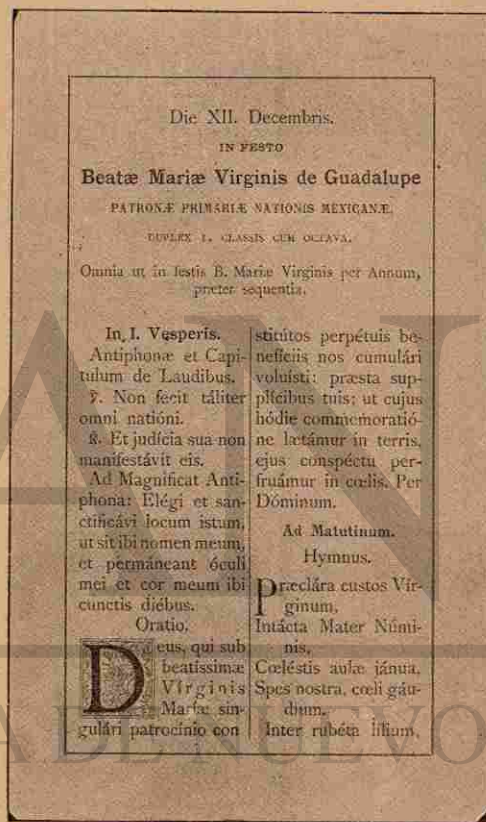 Die XII. Decembris.
IN FESTO
Beatæ Mariæ Virginis de Guadalupe
PATRONÆ PRIMARIÆ NATIONIS MEXICANÆ.
DUPLEX I. CLASSIS CUM OCTAVA.
Omnia ut in festis B. Mariæ Virginis per Annum,
præter sequentia.
In I. Vesperis.
Antiphonæ et Capi-
tulum de Laudibus.
℣. Non fecit táliter
omni natióni.
℟. Et judícia sua non
manifestávit eis.
Ad Magnificat Anti-
phona: Elégi et san-
ctificávi locum istum,
ut sit ibi nomen meum,
et permáneant óculi
mei et cor meum ibi
cunctis diébus.
Oratio.
Deus, qui sub
beatíssimæ
Vírginis
Maríæ sin-
gulári patrocínio con
stitútos perpétuis be-
nefíciis nos cumulári
voluísti: præsta sup-
plícibus tuis; ut cujus
hódie commemoratió-
ne lætámur in terris,
ejus conspéctu per-
fruámur in cœlis. Per
Dóminum.
Ad Matutinum.
Hymnus.
Præclára custos Vír-
ginum,
Intácta Mater Númi-
nis,
Cœléstis aulæ jánua,
Spes nostra, cœli gáu-
dium.
Inter rubéta lílium,
A DE NUEVO